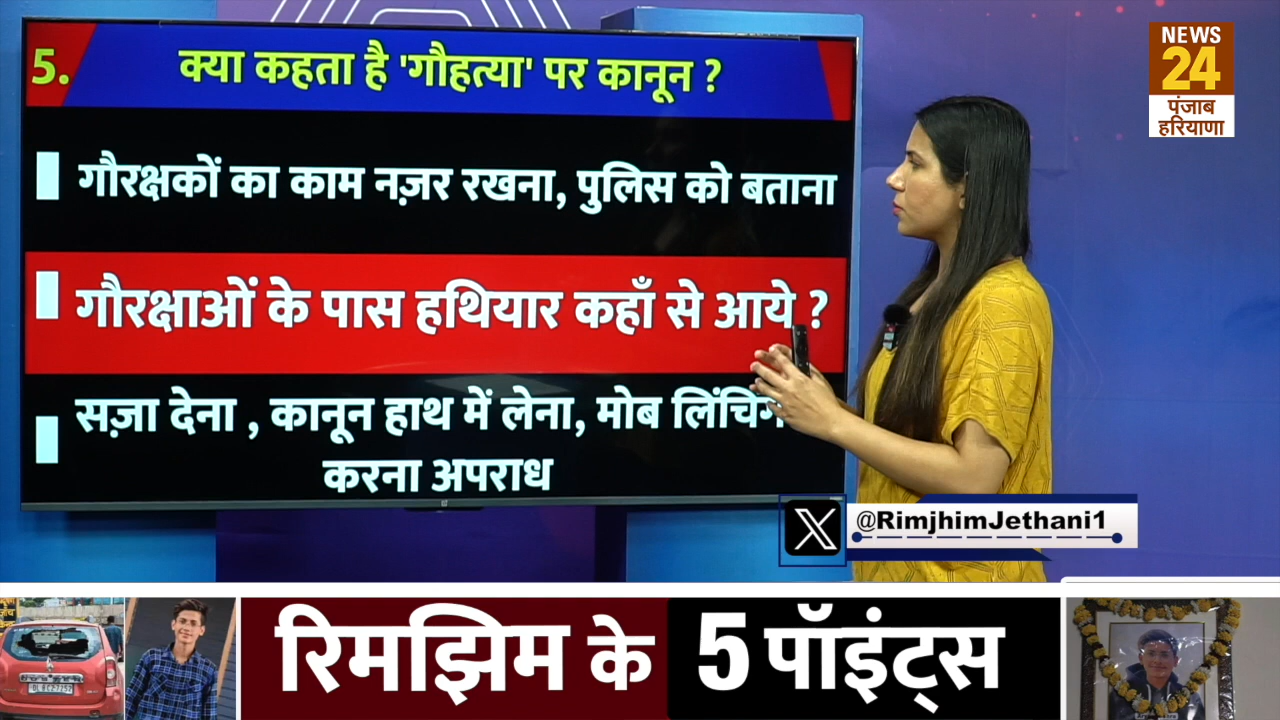 5. क्या कहता है 'गौहत्या' पर कानून ?
NEWS
24
पंजाब
हरियाणा
गौरक्षकों का काम नज़र रखना, पुलिस को बताना
गौरक्षाओं के पास हथियार कहाँ से आये ?
सज़ा देना , कानून हाथ में लेना, मोब लिंचिंग
करना अपराध
X @RimjhimJethani1
रिमझिम के 5 पॉइंट्स